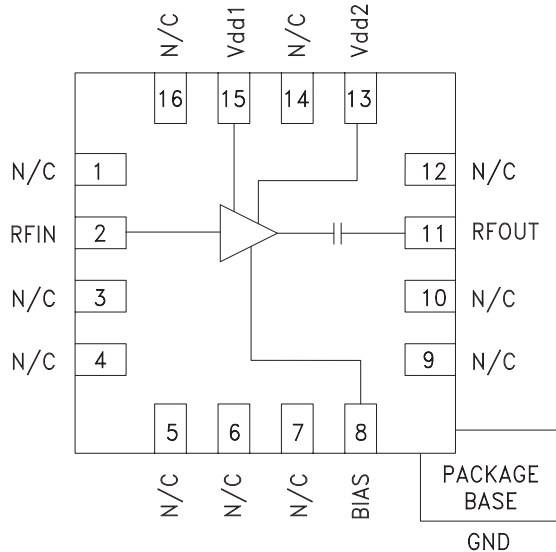 N/C
Vdd1
N/C
Vdd2
16
15
14
13
N/C 1
12 N/C
RFIN 2
11 RFOUT
N/C 3
10 N/C
N/C 4
9 N/C
5
6
7
8
N/C
N/C
N/C
BIAS
PACKAGE
BASE
GND